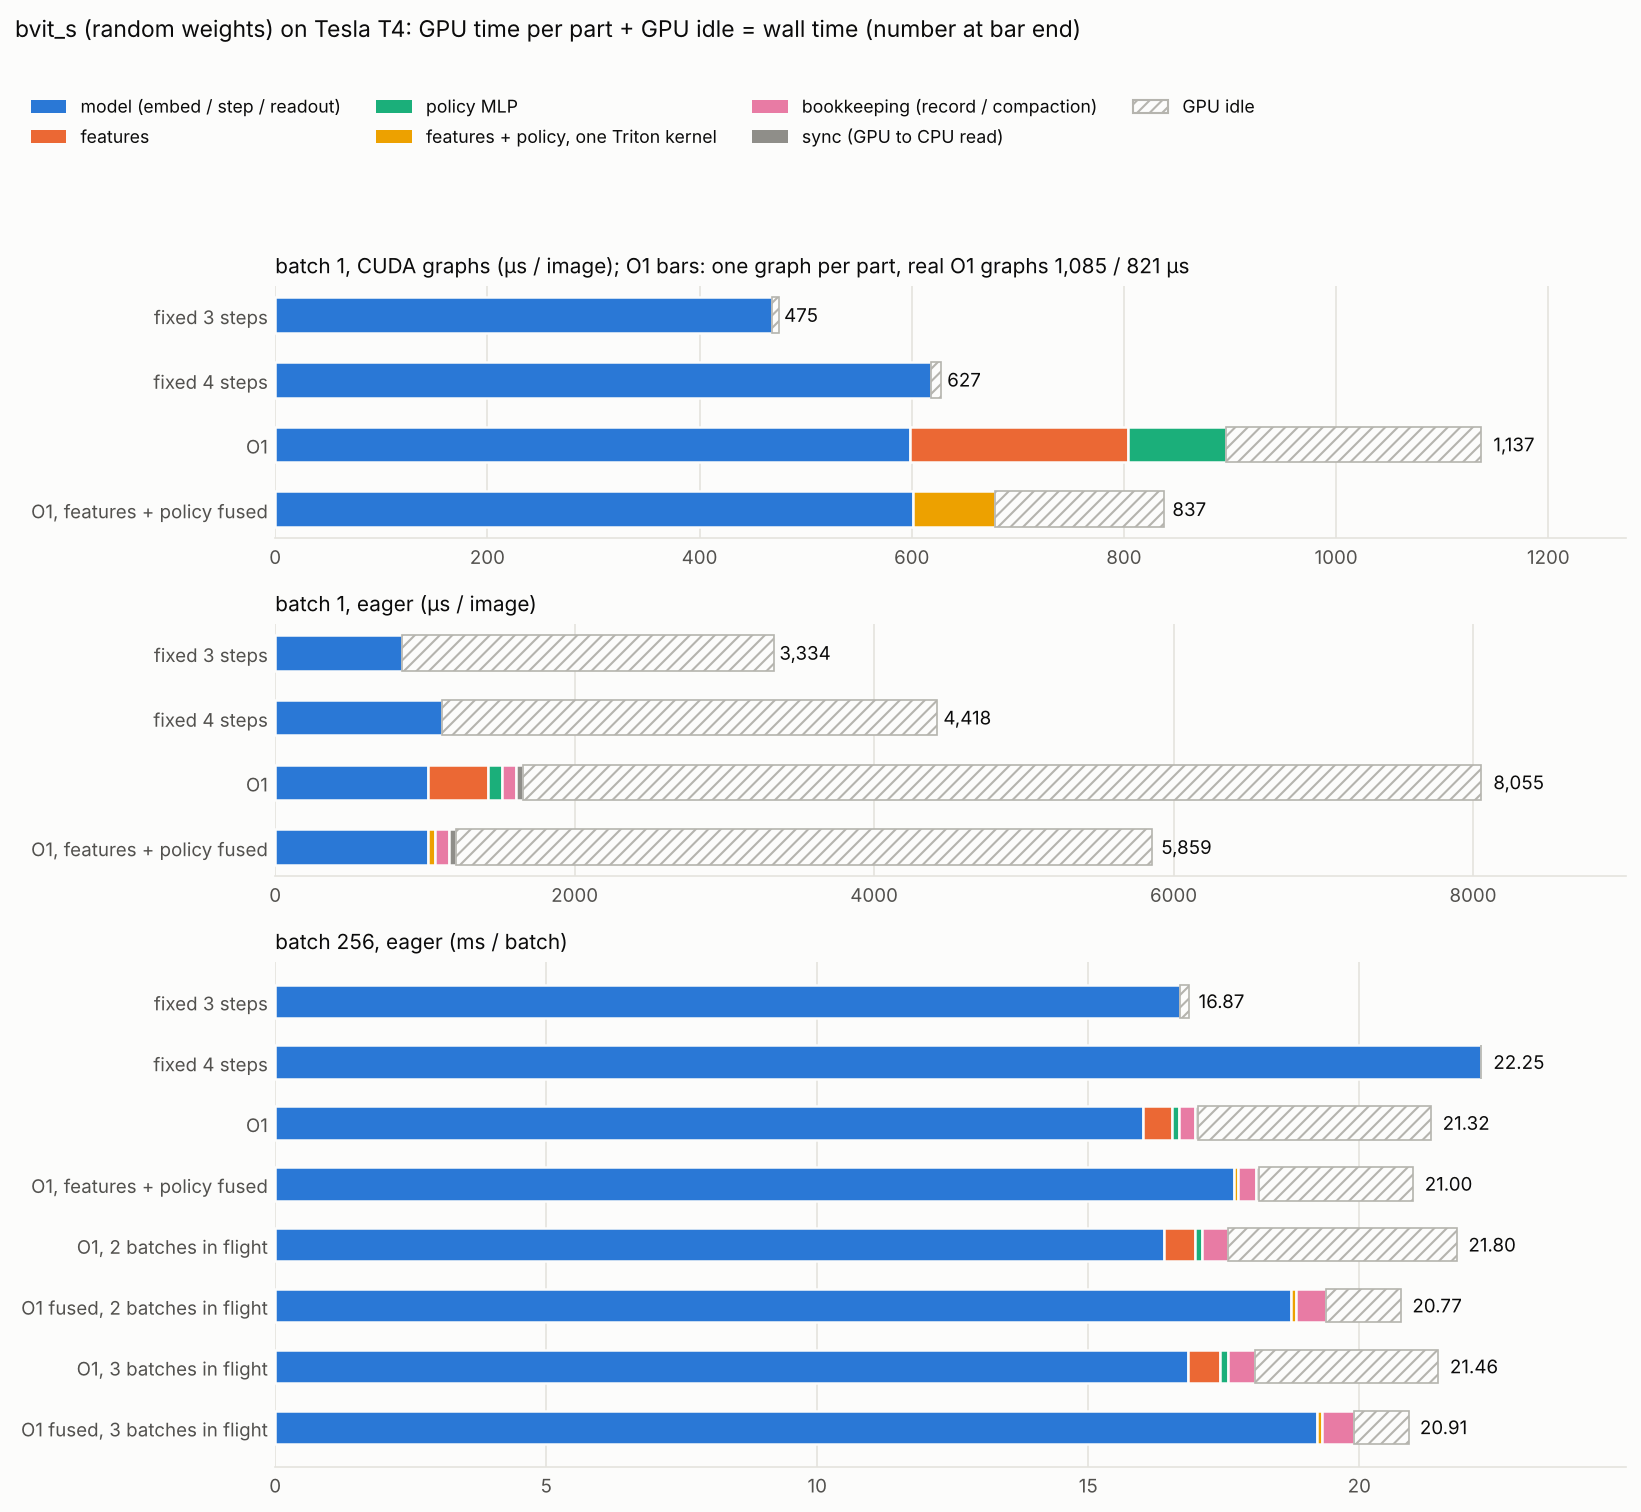 bvit_s (random weights) on Tesla T4: GPU time per part + GPU idle = wall time (number at bar end)
model (embed / step / readout)
policy MLP
bookkeeping (record / compaction)
GPU idle
features
features + policy, one Triton kernel
sync (GPU to CPU read)
batch 1, CUDA graphs (µs / image); O1 bars: one graph per part, real O1 graphs 1,085 / 821 µs
fixed 3 steps
475
fixed 4 steps
627
O1
1,137
O1, features + policy fused
837
0 200 400 600 800 1000 1200
batch 1, eager (µs / image)
fixed 3 steps
3,334
fixed 4 steps
4,418
O1
8,055
O1, features + policy fused
5,859
0 2000 4000 6000 8000
batch 256, eager (ms / batch)
fixed 3 steps
16.87
fixed 4 steps
22.25
O1
21.32
O1, features + policy fused
21.00
O1, 2 batches in flight
21.80
O1 fused, 2 batches in flight
20.77
O1, 3 batches in flight
21.46
O1 fused, 3 batches in flight
20.91
0 5 10 15 20